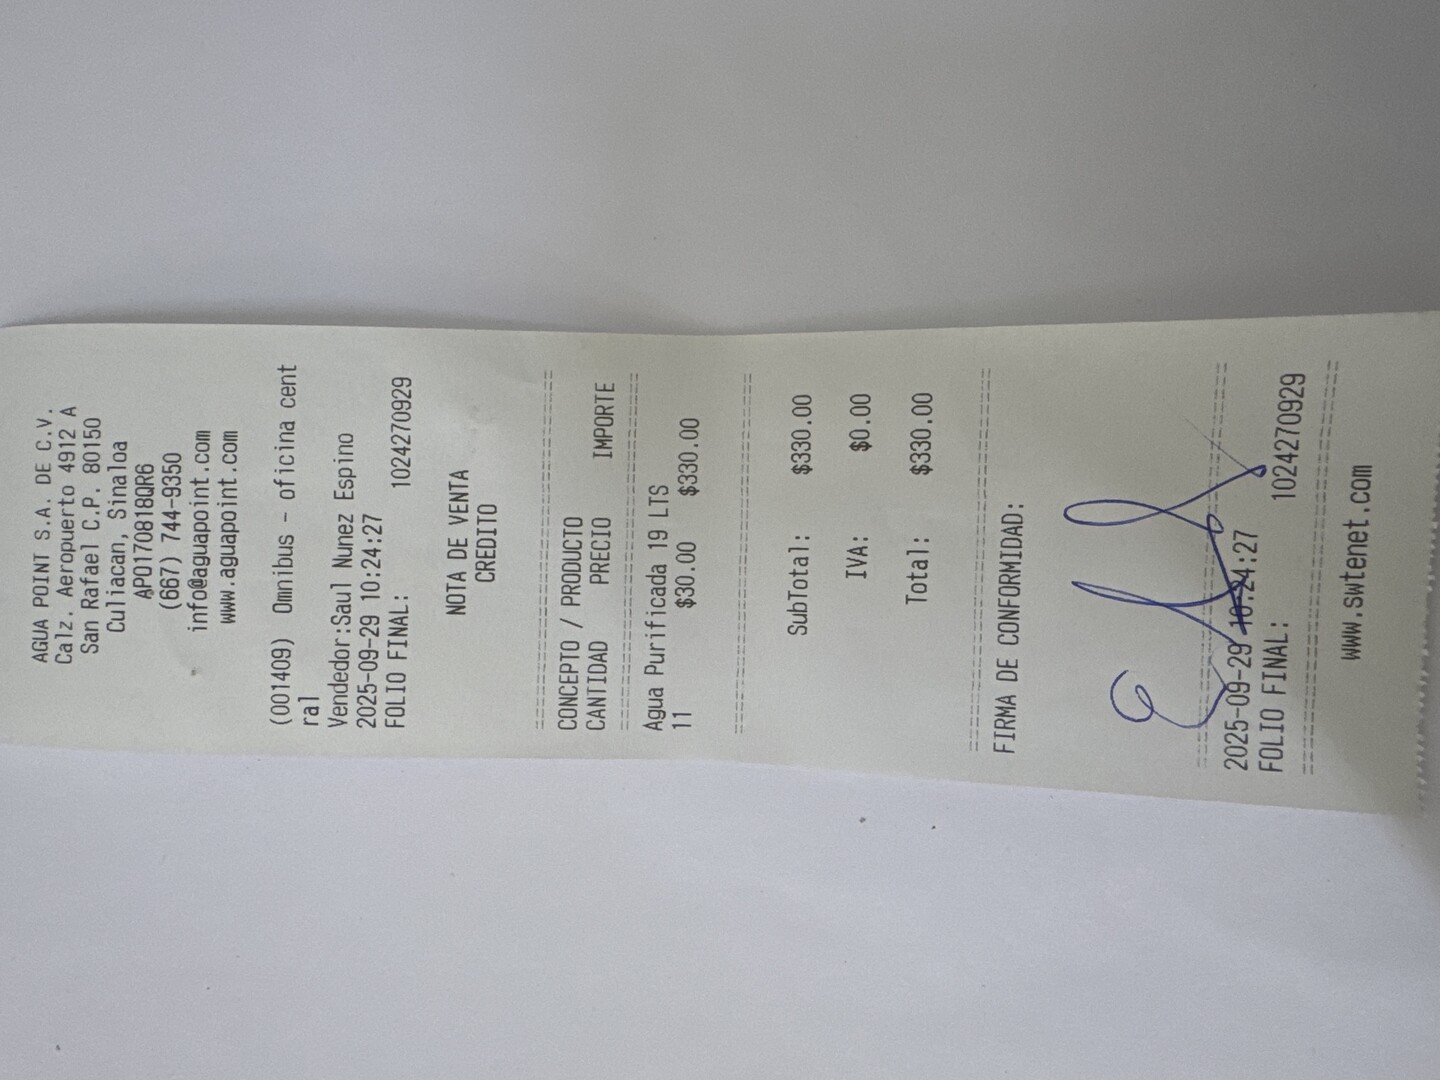 AGUA POINT S.A. DE C.V.
Calz. Aeropuerto 4912 A
San Rafael C.P. 80150
Culiacan, Sinaloa
APO170818QR6
(667) 744-9350
info@aguapoint.com
www.aguapoint.com
(001409) Omnibus - oficina cent
ral
Vendedor:Saul Nunez Espino
2025-09-29 10:24:27
FOLIO FINAL: 1024270929
NOTA DE VENTA
CREDITO
CONCEPTO / PRODUCTO
CANTIDAD PRECIO IMPORTE
Agua Purificada 19 LTS
11 $30.00 $330.00
SubTotal: $330.00
IVA: $0.00
Total: $330.00
FIRMA DE CONFORMIDAD:
2025-09-29 10:24:27
FOLIO FINAL: 1024270929
www.swtenet.com